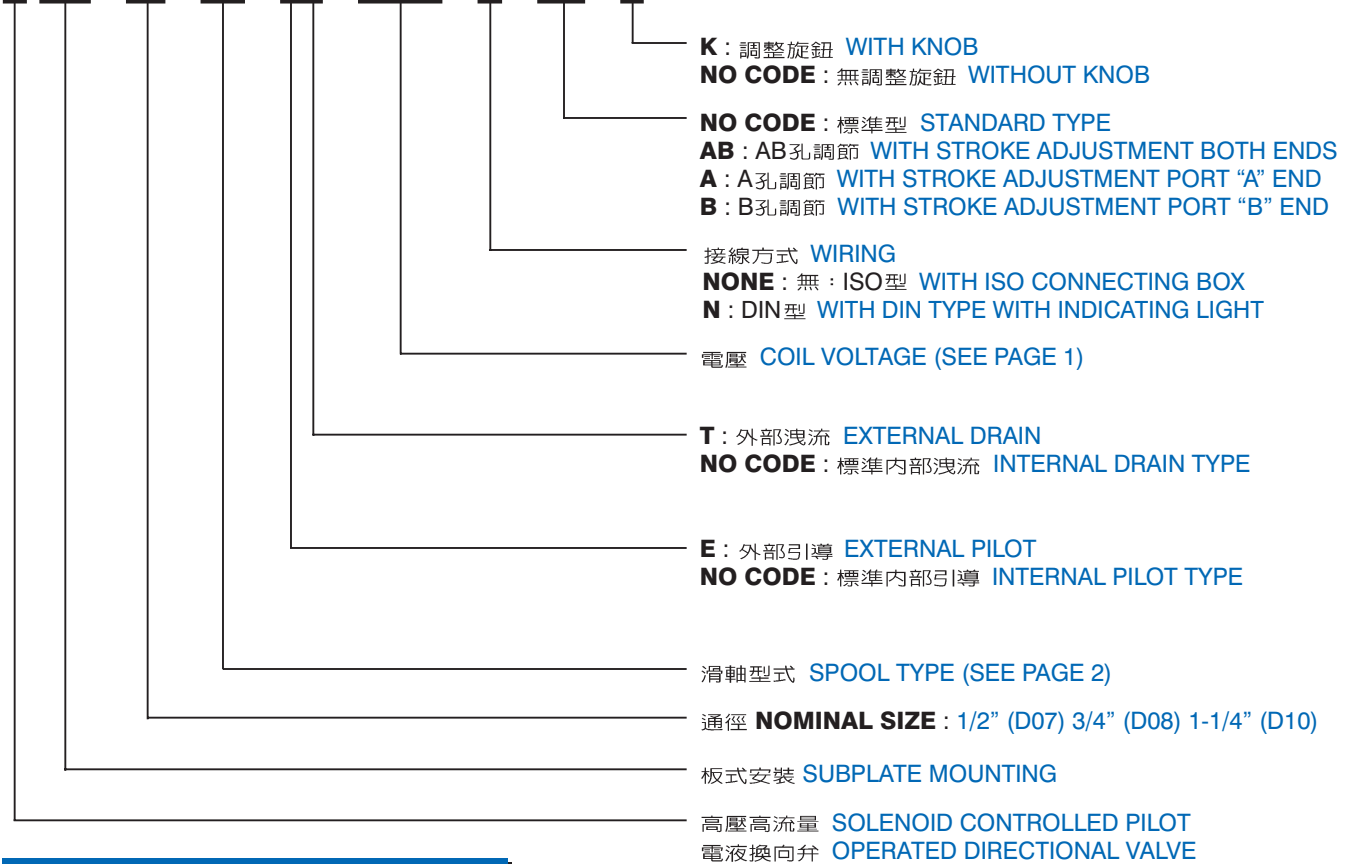 K : 調整旋鈕 WITH KNOB
NO CODE : 無調整旋鈕 WITHOUT KNOB
NO CODE : 標準型 STANDARD TYPE
AB : AB孔調節 WITH STROKE ADJUSTMENT BOTH ENDS
A : A孔調節 WITH STROKE ADJUSTMENT PORT “A” END
B : B孔調節 WITH STROKE ADJUSTMENT PORT “B” END
接線方式 WIRING
NONE : 無：ISO型 WITH ISO CONNECTING BOX
N : DIN型 WITH DIN TYPE WITH INDICATING LIGHT
電壓 COIL VOLTAGE (SEE PAGE 1)
T : 外部洩流 EXTERNAL DRAIN
NO CODE : 標準內部洩流 INTERNAL DRAIN TYPE
E : 外部引導 EXTERNAL PILOT
NO CODE : 標準內部引導 INTERNAL PILOT TYPE
滑軸型式 SPOOL TYPE (SEE PAGE 2)
通徑 NOMINAL SIZE : 1/2” (D07) 3/4” (D08) 1-1/4” (D10)
板式安裝 SUBPLATE MOUNTING
高壓高流量 SOLENOID CONTROLLED PILOT
電液換向弁 OPERATED DIRECTIONAL VALVE